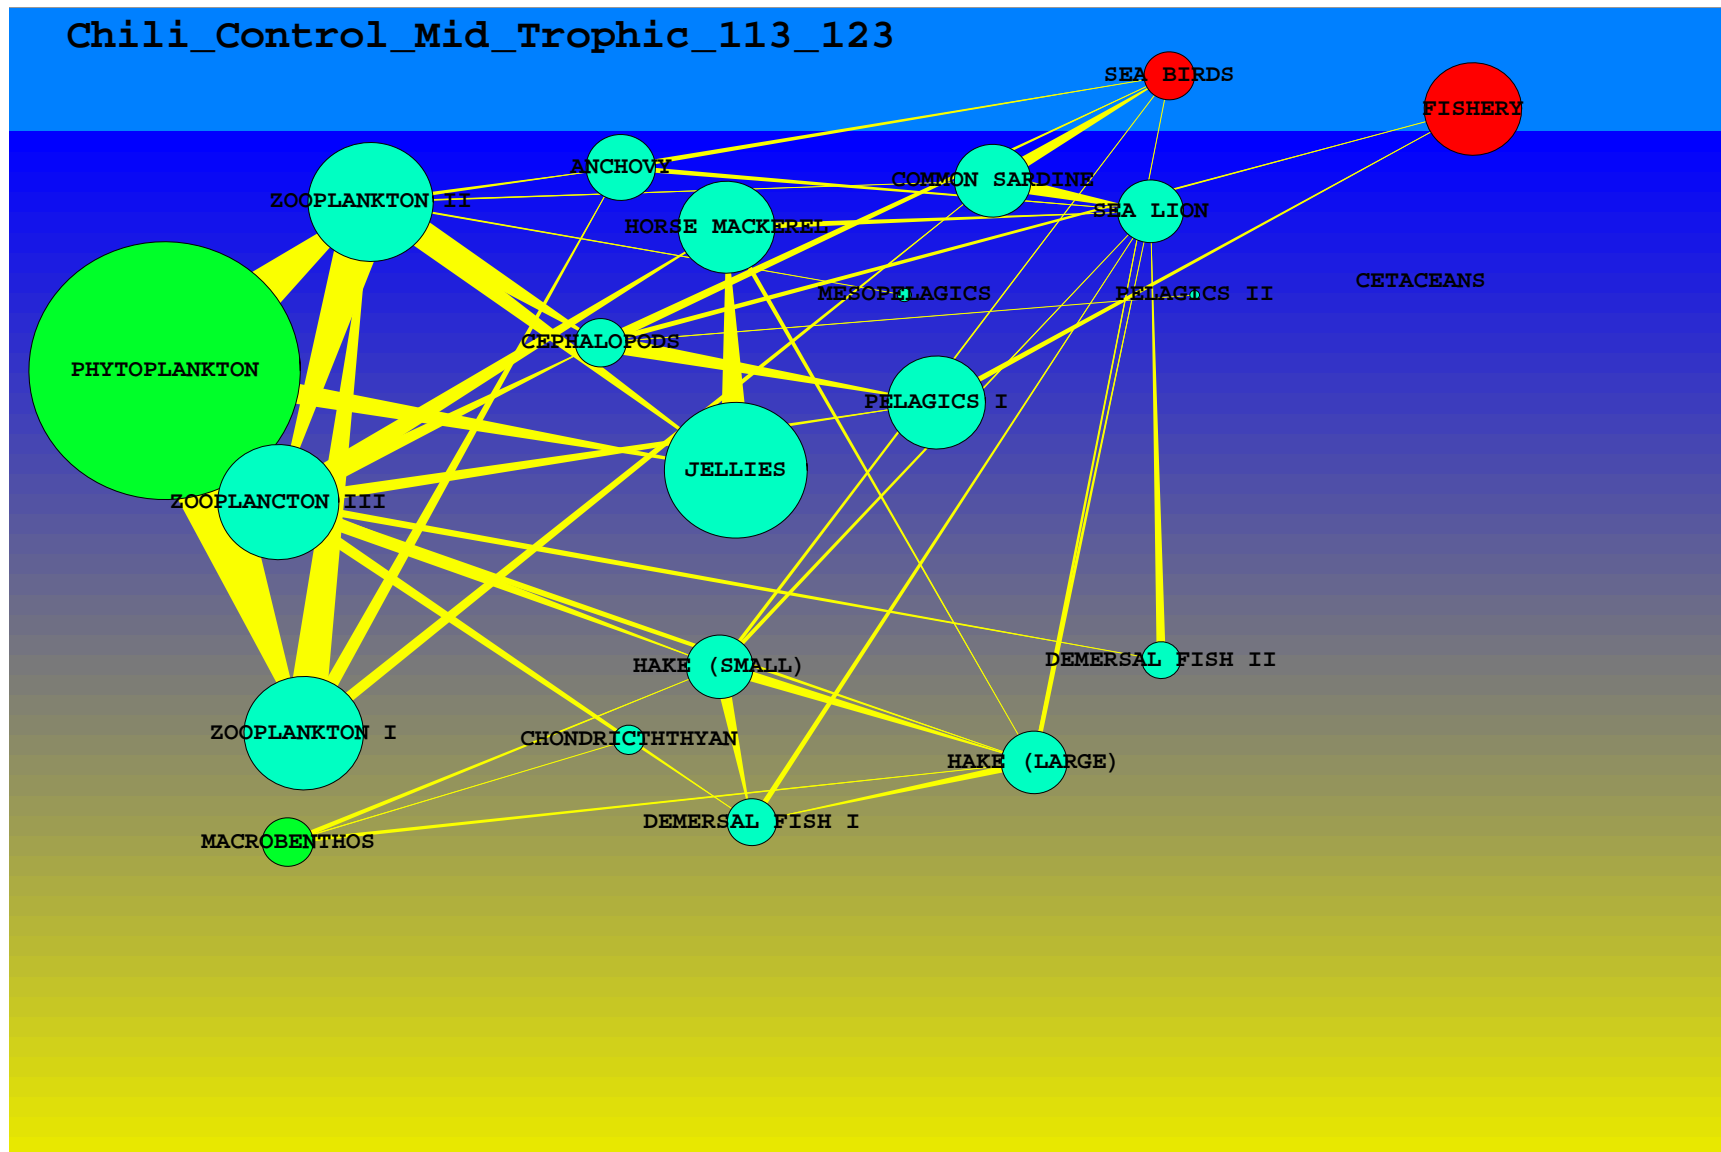 Chili_Control_Mid_Trophic_113_123
SEA BIRDS
FISHERY
ANCHOVY
COMMON SARDINE
ZOOPLANKTON II
SEA LION
HORSE MACKEREL
CETACEANS
MESOPELAGICS
PELAGICS II
CEPHALOPODS
PHYTOPLANKTON
PELAGICS I
JELLIES
ZOOPLANCTON III
HAKE (SMALL)
DEMERSAL FISH II
ZOOPLANKTON I
CHONDRICTHTHYAN
HAKE (LARGE)
DEMERSAL FISH I
MACROBENTHOS